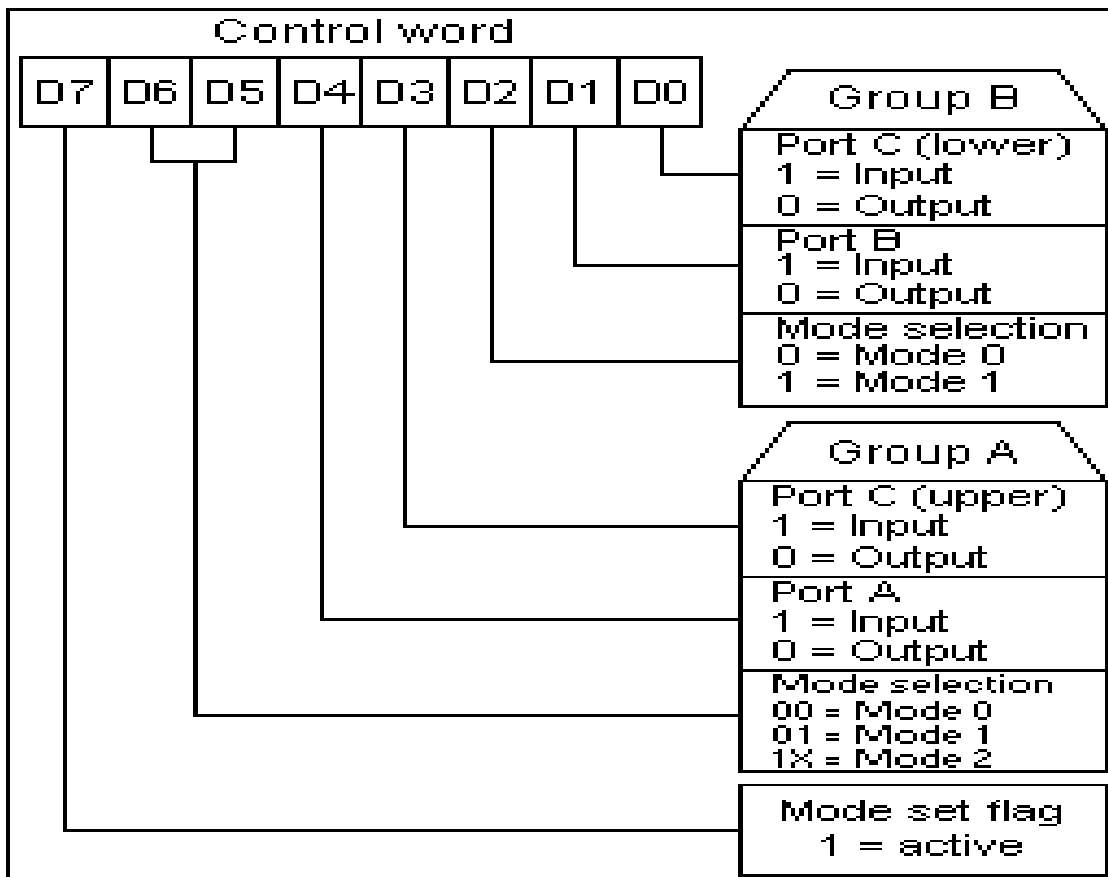 Control word
D7 D6 D5 D4 D3 D2 D1 D0
Group B
Port C (lower)
1 = Input
0 = Output
Port B
1 = Input
0 = Output
Mode selection
0 = Mode 0
1 = Mode 1
Group A
Port C (upper)
1 = Input
0 = Output
Port A
1 = Input
0 = Output
Mode selection
00 = Mode 0
01 = Mode 1
1X = Mode 2
Mode set flag
1 = active